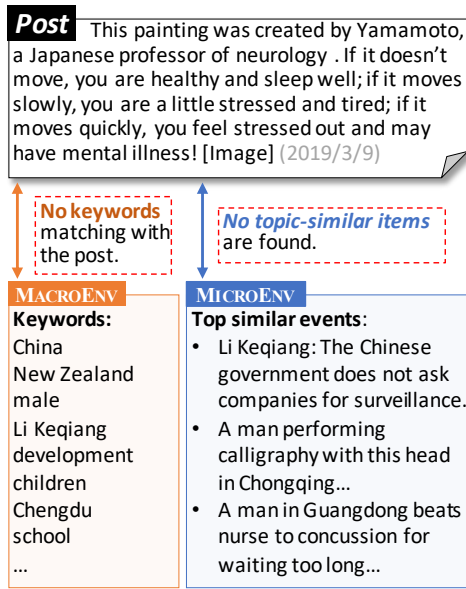 Post This painting was created by Yamamoto,
a Japanese professor of neurology . If it doesn't
move, you are healthy and sleep well; if it moves
slowly, you are a little stressed and tired; if it
moves quickly, you feel stressed out and may
have mental illness! [Image] (2019/3/9)
No keywords
matching with
the post.
No topic-similar items
are found.
MACROENV
Keywords:
China
New Zealand
male
Li Keqiang
development
children
Chengdu
school
...
MICROENV
Top similar events:
• Li Keqiang: The Chinese
government does not ask
companies for surveillance.
• A man performing
calligraphy with this head
in Chongqing...
• A man in Guangdong beats
nurse to concussion for
waiting too long...